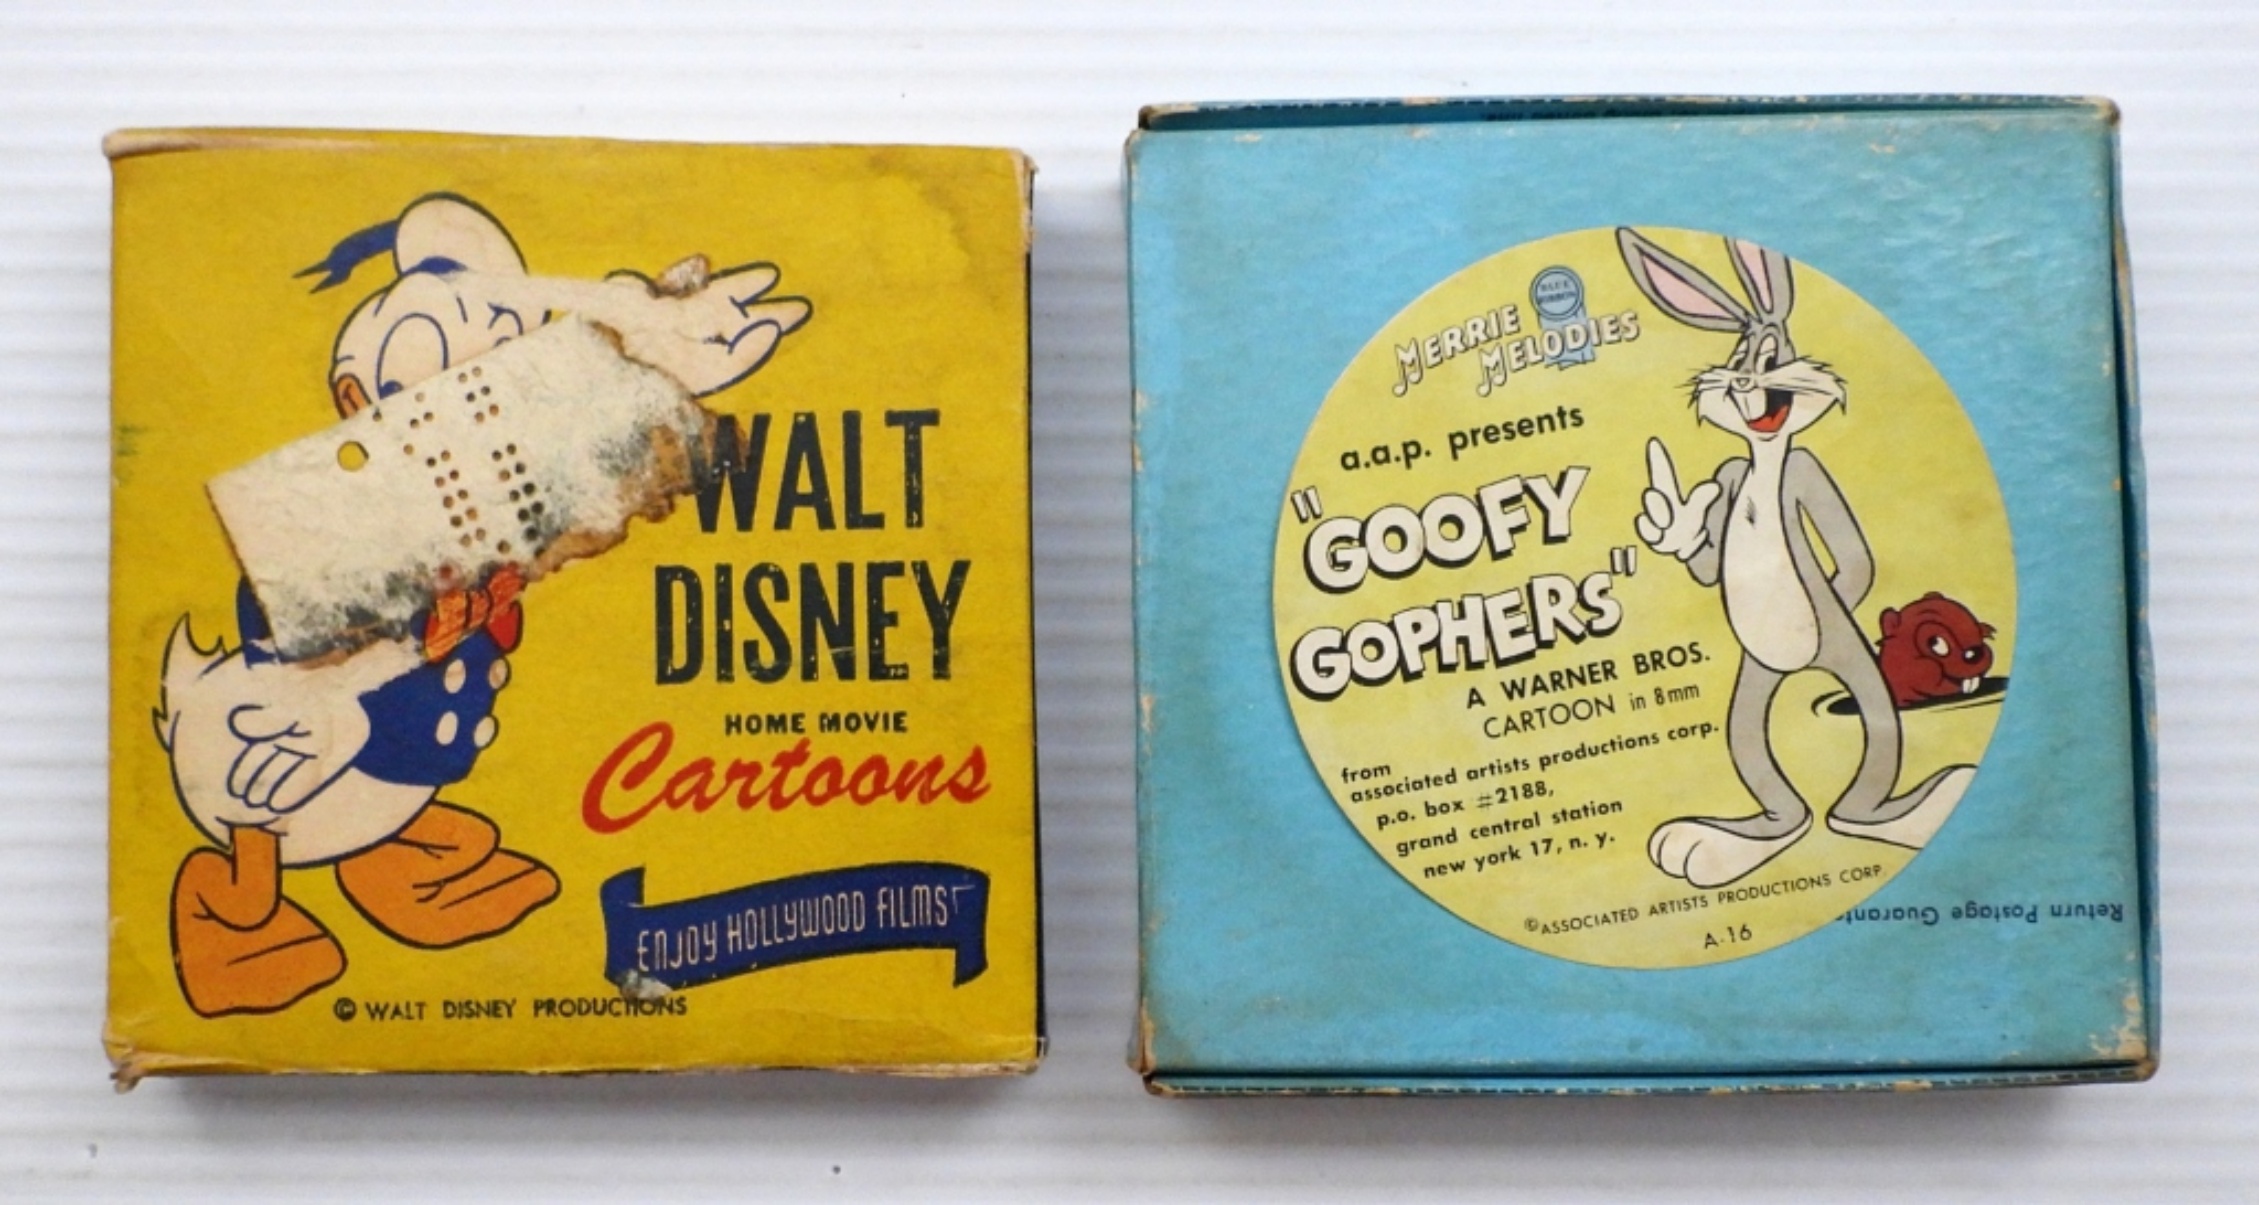 WALT
DISNEY
HOME MOVIE
Cartoons
ENJOY HOLLYWOOD FILMS
© WALT DISNEY PRODUCTIONS
BLUE
RIBBON
MERRIE
MELODIES
a.a.p. presents
"GOOFY
GOPHERS"
A WARNER BROS.
CARTOON in 8mm
from
associated artists productions corp.
p.o. box #2188,
grand central station
new york 17, n. y.
© ASSOCIATED ARTISTS PRODUCTIONS CORP.
A-16
Return Postage